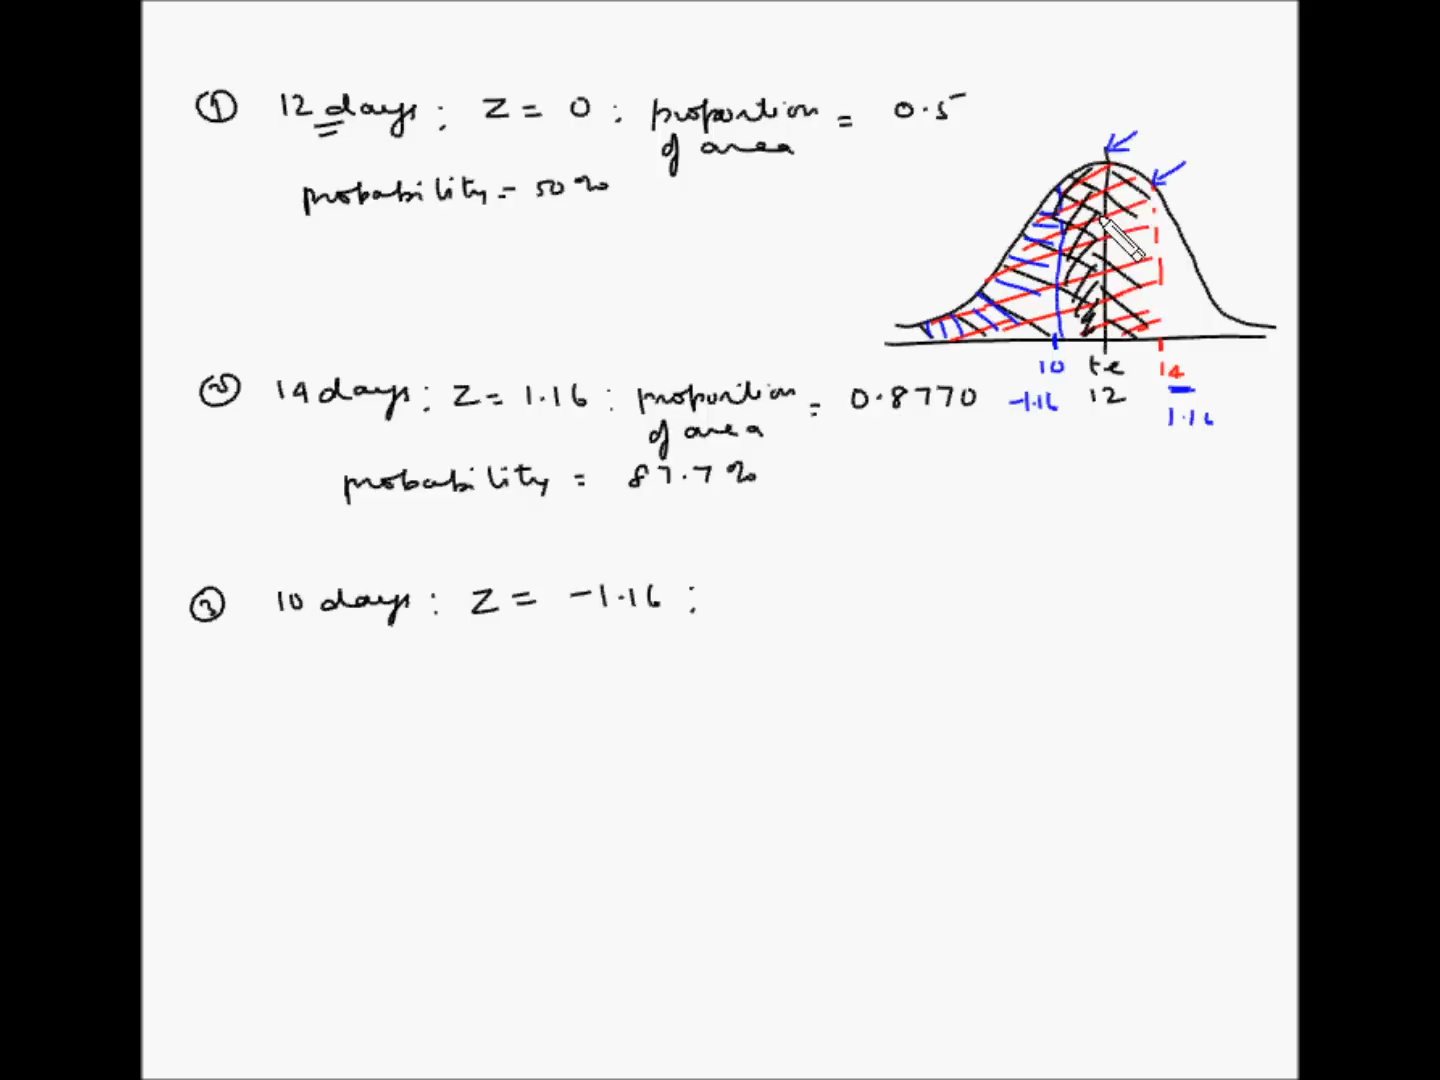 ① 12 days : Z = 0 : proportion of area = 0.5
probability = 50%
② 14 days : Z = 1.16 : proportion of area = 0.8770
probability = 87.7%
10 te 14
-1.16 12 1.16
③ 10 days : Z = -1.16 :